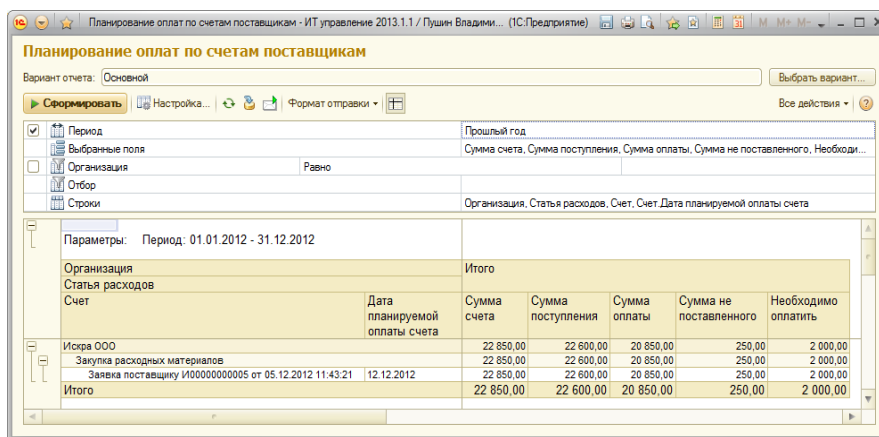 Планирование оплат по счетам поставщикам - ИТ управление 2013.1.1 / Пушин Владими... (1С:Предприятие) M M+ M-
Планирование оплат по счетам поставщикам
Вариант отчета: Основной Выбрать вариант...
Сформировать Настройка... Формат отправки Все действия
Период Прошлый год
Выбранные поля Сумма счета, Сумма поступления, Сумма оплаты, Сумма не поставленного, Необходи...
Организация Равно
Отбор
Строки Организация, Статья расходов, Счет, Счет.Дата планируемой оплаты счета
Параметры: Период: 01.01.2012 - 31.12.2012
Организация Итого
Статья расходов
Счет Дата планируемой оплаты счета Сумма счета Сумма поступления Сумма оплаты Сумма не поставленного Необходимо оплатить
Искра ООО 22 850,00 22 600,00 20 850,00 250,00 2 000,00
Закупка расходных материалов 22 850,00 22 600,00 20 850,00 250,00 2 000,00
Заявка поставщику И00000000005 от 05.12.2012 11:43:21 12.12.2012 22 850,00 22 600,00 20 850,00 250,00 2 000,00
Итого 22 850,00 22 600,00 20 850,00 250,00 2 000,00